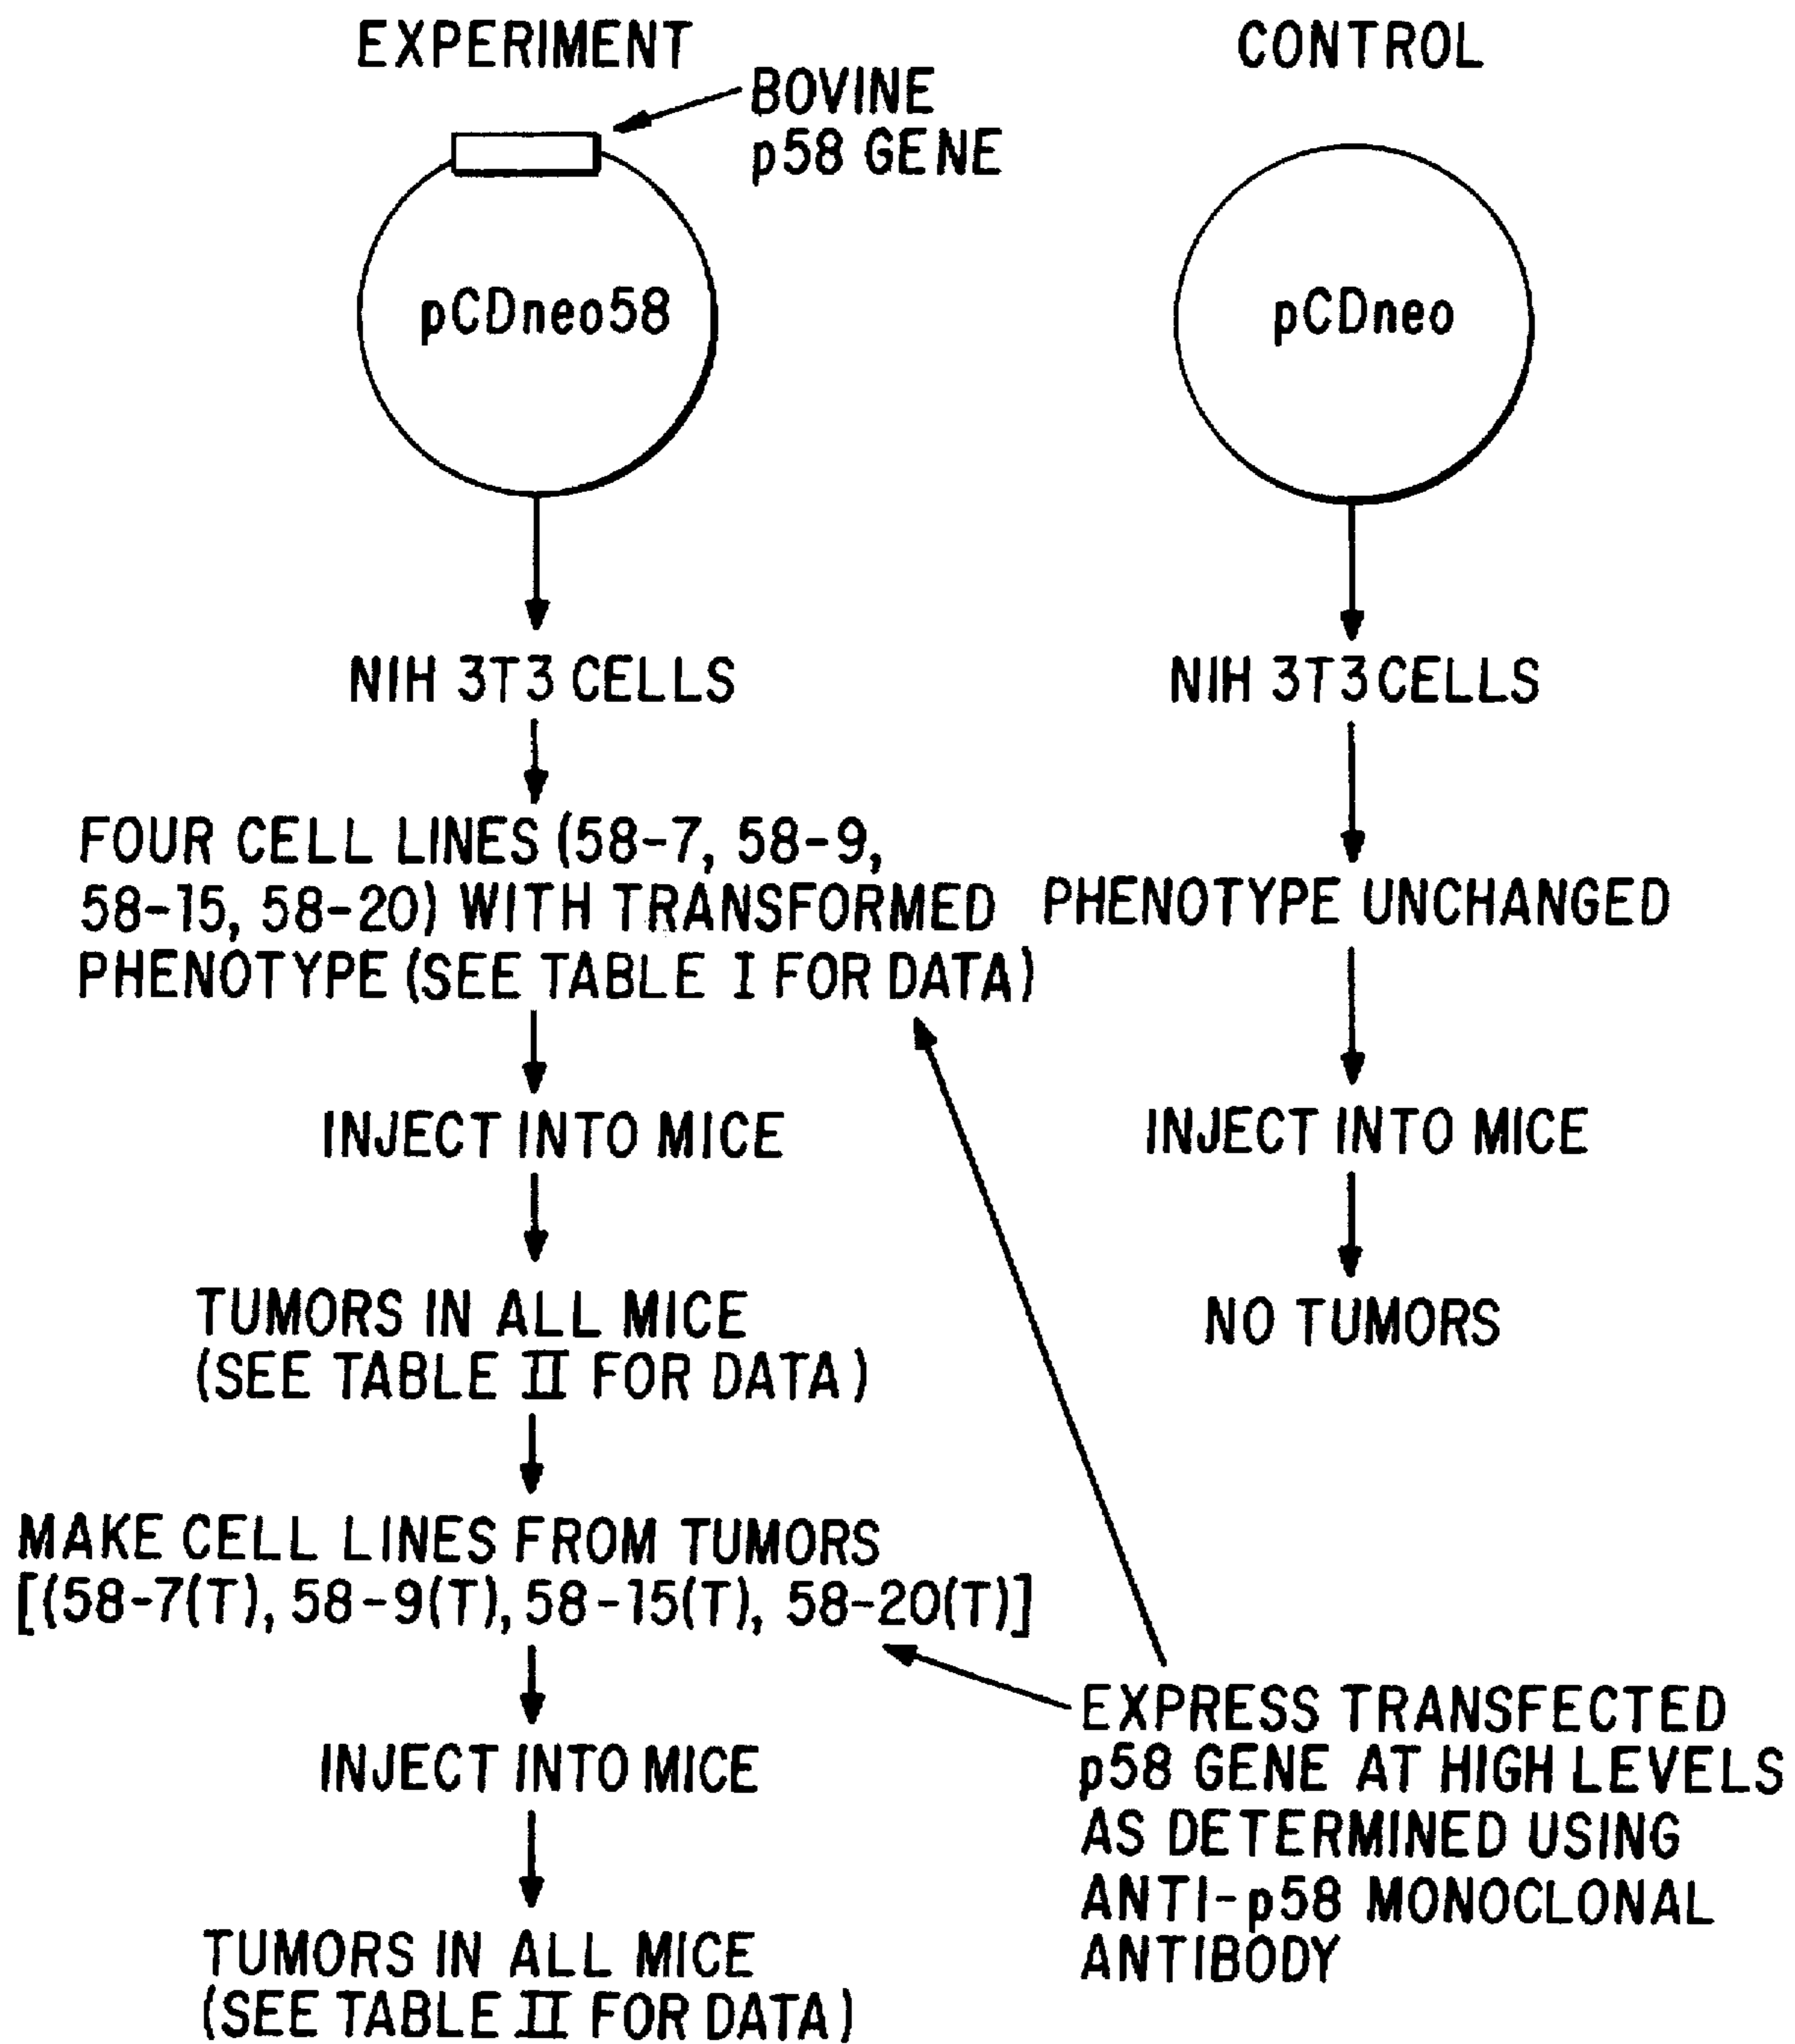 EXPERIMENT
BOVINE
p58 GENE
pCDneo58
NIH 3T3 CELLS
FOUR CELL LINES (58-7, 58-9,
58-15, 58-20) WITH TRANSFORMED
PHENOTYPE (SEE TABLE I FOR DATA)
INJECT INTO MICE
TUMORS IN ALL MICE
(SEE TABLE II FOR DATA)
MAKE CELL LINES FROM TUMORS
[(58-7(T), 58-9(T), 58-15(T), 58-20(T)]
INJECT INTO MICE
TUMORS IN ALL MICE
(SEE TABLE II FOR DATA)
CONTROL
pCDneo
NIH 3T3 CELLS
PHENOTYPE UNCHANGED
INJECT INTO MICE
NO TUMORS
EXPRESS TRANSFECTED
p58 GENE AT HIGH LEVELS
AS DETERMINED USING
ANTI-p58 MONOCLONAL
ANTIBODY